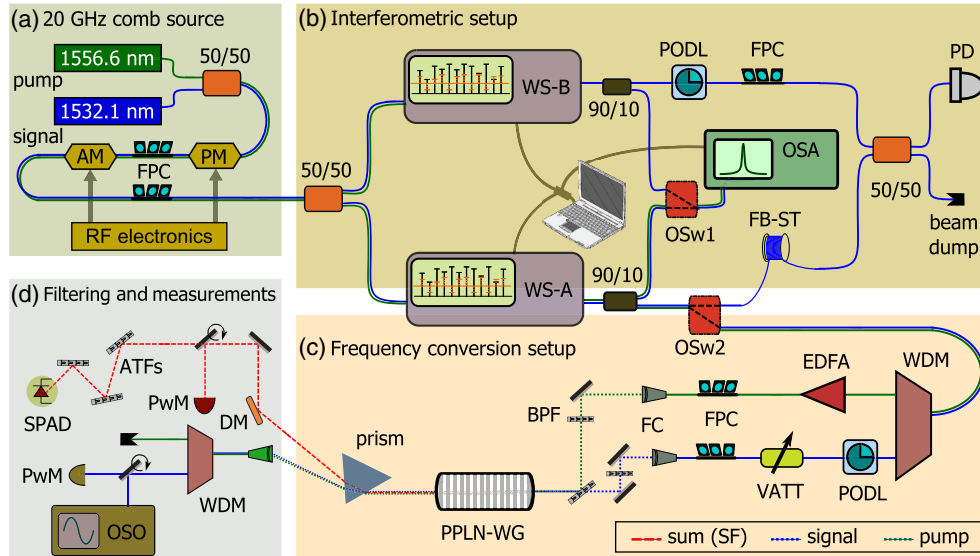 (a) 20 GHz comb source
1556.6 nm
50/50
pump
1532.1 nm
signal
AM
FPC
PM
RF electronics
50/50
(b) Interferometric setup
WS-B
90/10
PODL
FPC
PD
OSA
OSw1
50/50
FB-ST
beam
dump
WS-A
90/10
OSw2
(c) Frequency conversion setup
WDM
EDFA
FPC
FC
BPF
VATT
PODL
prism
PPLN-WG
sum (SF)
signal
pump
(d) Filtering and measurements
ATFs
SPAD
PwM
DM
PwM
WDM
OSO